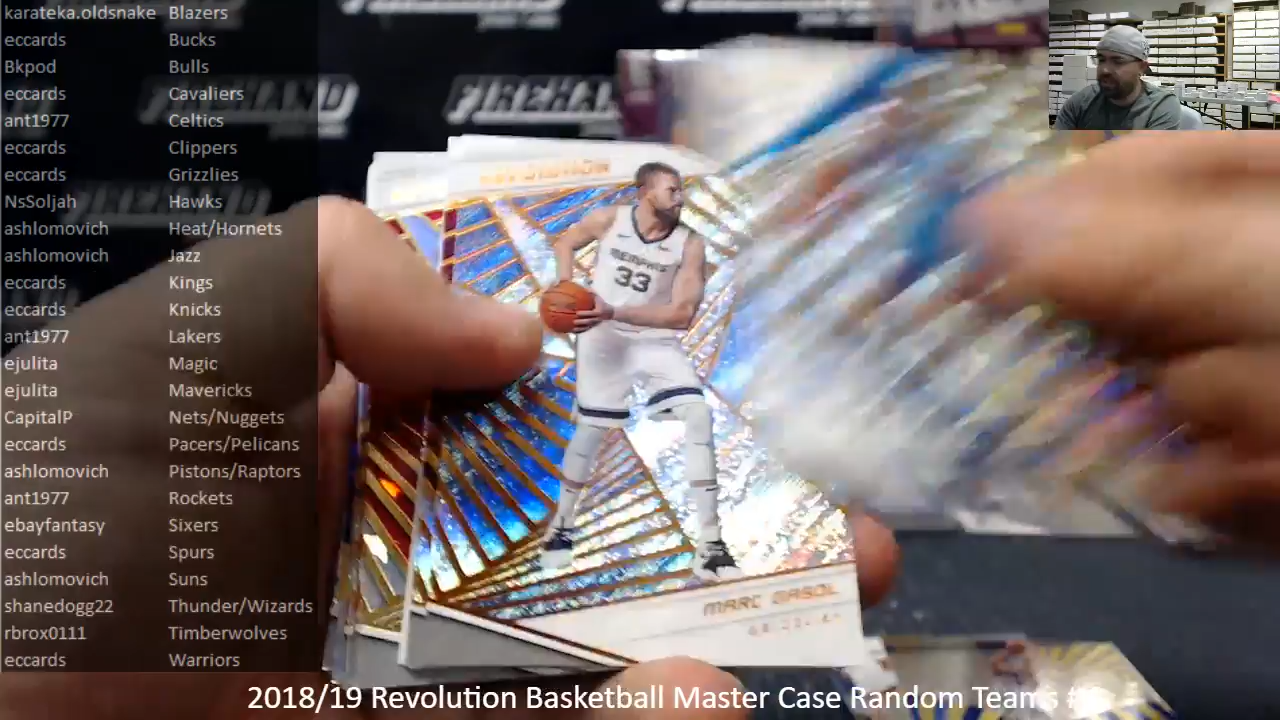 karateka.oldsnake Blazers
eccards Bucks
Bkpod Bulls
eccards Cavaliers
ant1977 Celtics
eccards Clippers
eccards Grizzlies
NsSoljah Hawks
ashlomovich Heat/Hornets
ashlomovich Jazz
eccards Kings
eccards Knicks
ant1977 Lakers
ejulita Magic
ejulita Mavericks
CapitalP Nets/Nuggets
eccards Pacers/Pelicans
ashlomovich Pistons/Raptors
ant1977 Rockets
ebayfantasy Sixers
eccards Spurs
ashlomovich Suns
shanedogg22 Thunder/Wizards
rbrox0111 Timberwolves
eccards Warriors
FIREHAND
FIREHAND
REVOLUTION
MEMPHIS
33
MARC GASOL
2018/19 Revolution Basketball Master Case Random Teams